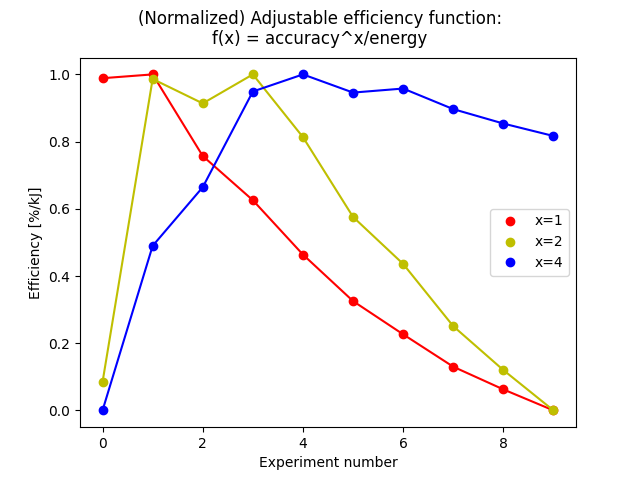 (Normalized) Adjustable efficiency function:
f(x) = accuracy^x/energy
1.0
0.8
0.6
0.4
0.2
0.0
Efficiency [%/kJ]
x=1
x=2
x=4
0 2 4 6 8
Experiment number